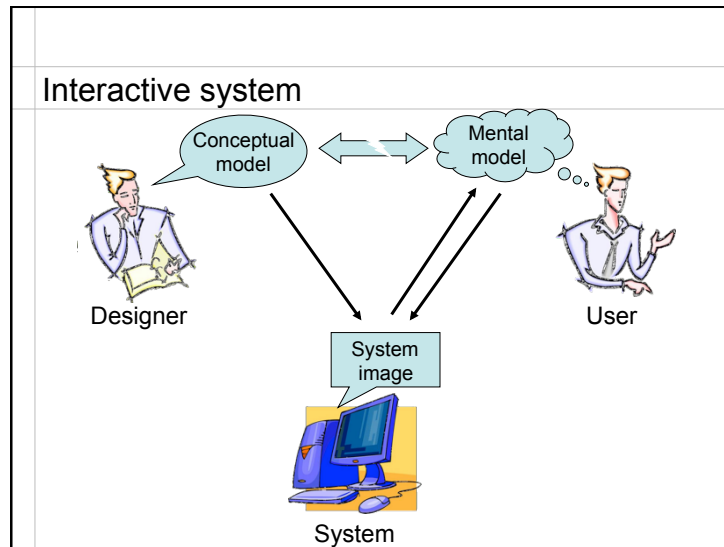 Interactive system
Conceptual
model
Mental
model
Designer
User
System
image
System